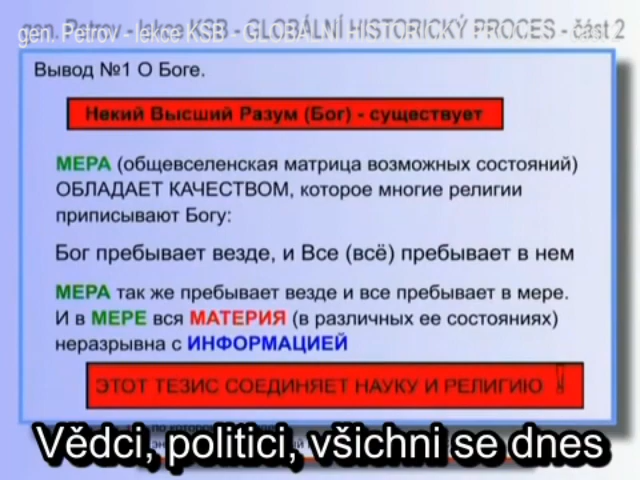 gen. Petrov - lekce KSB - GLOBÁLNÍ HISTORICKÝ PROCES - část 2
Вывод №1 О Боге.
Некий Высший Разум (Бог) - существует
МЕРА (общевселенская матрица возможных состояний)
ОБЛАДАЕТ КАЧЕСТВОМ, которое многие религии
приписывают Богу:
Бог пребывает везде, и Все (всё) пребывает в нем
МЕРА так же пребывает везде и все пребывает в мере.
И в МЕРЕ вся МАТЕРИЯ (в различных ее состояниях)
неразрывна с ИНФОРМАЦИЕЙ
ЭТОТ ТЕЗИС СОЕДИНЯЕТ НАУКУ И РЕЛИГИЮ !
Vědci, politici, všichni se dnes